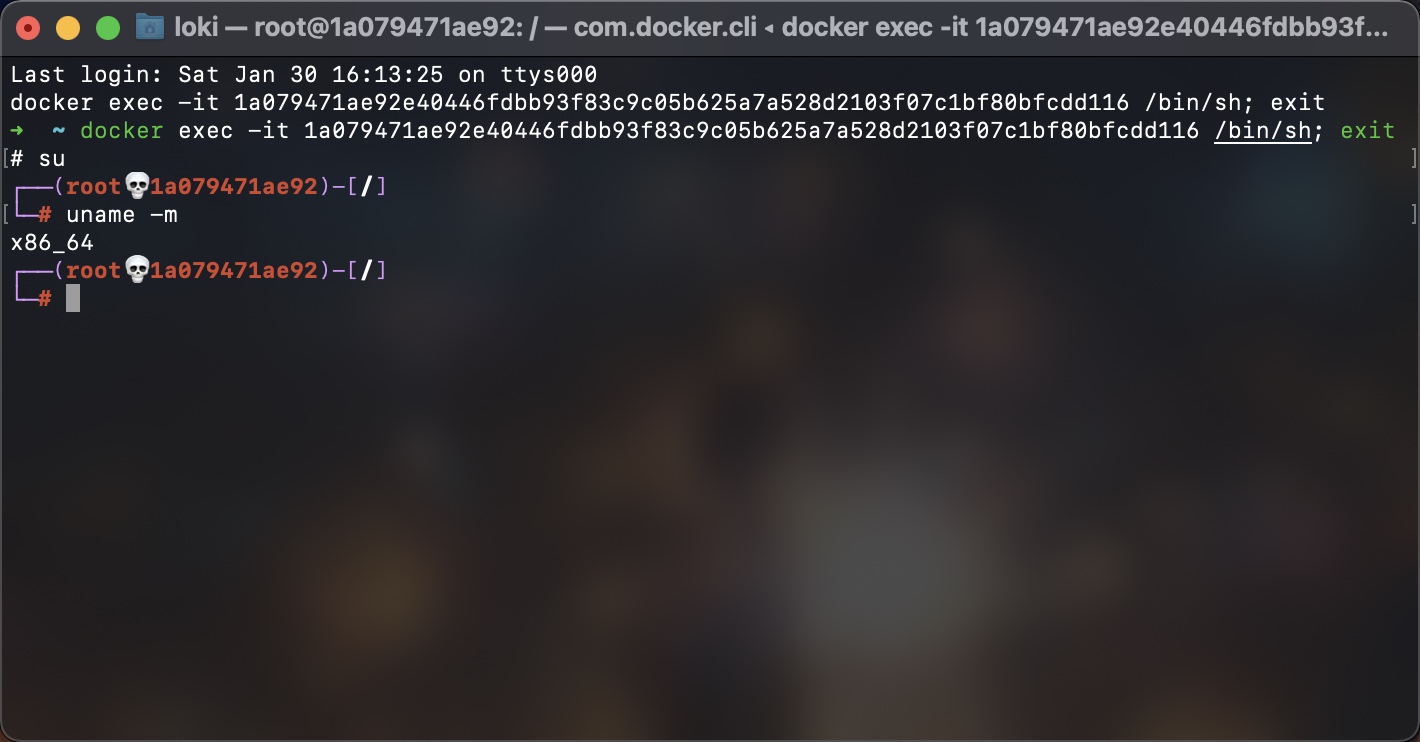 loki — root@1a079471ae92: / — com.docker.cli ◂ docker exec -it 1a079471ae92e40446fdbb93f...
Last login: Sat Jan 30 16:13:25 on ttys000
docker exec -it 1a079471ae92e40446fdbb93f83c9c05b625a7a528d2103f07c1bf80bfcdd116 /bin/sh; exit
➜  ~ docker exec -it 1a079471ae92e40446fdbb93f83c9c05b625a7a528d2103f07c1bf80bfcdd116 /bin/sh; exit
# su
┌──(root💀1a079471ae92)-[/]
└─# uname -m
x86_64
┌──(root💀1a079471ae92)-[/]
└─#